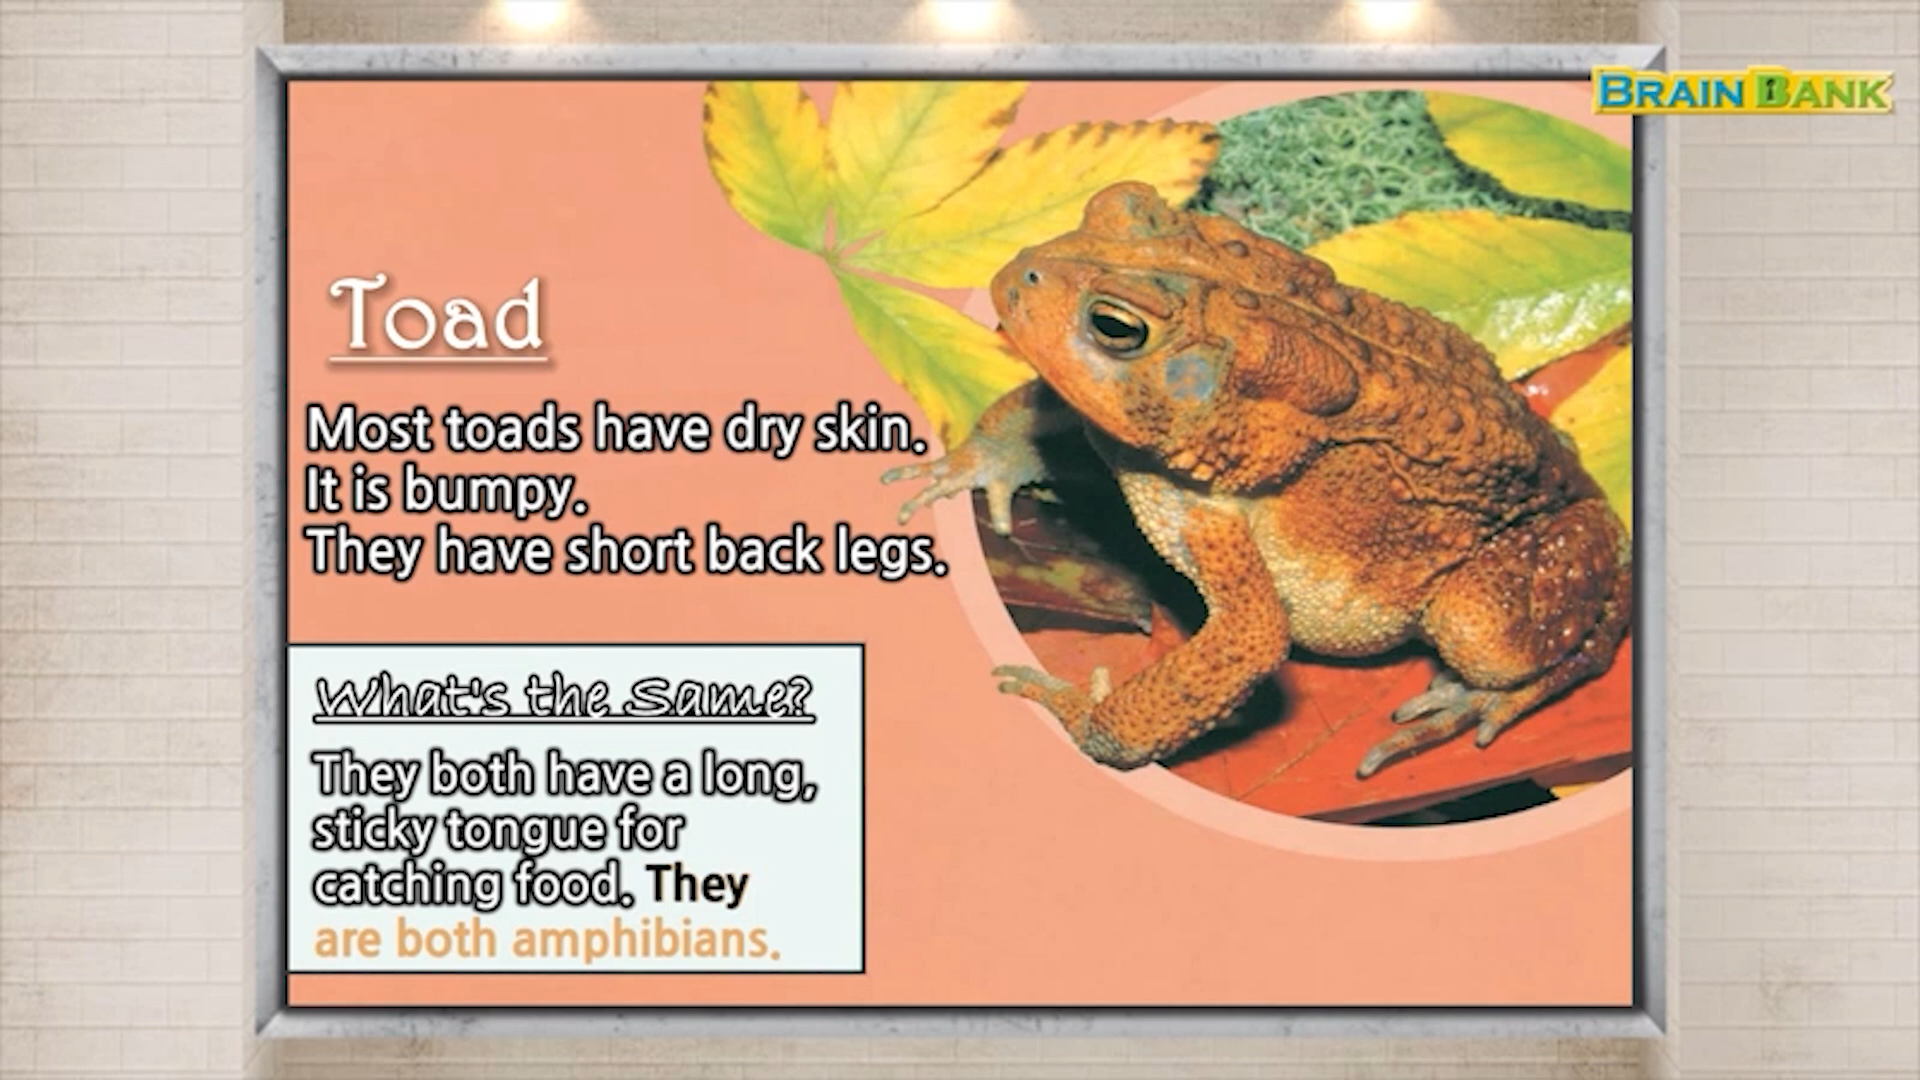 BRAIN BANK
Toad
Most toads have dry skin.
It is bumpy.
They have short back legs.
What's the Same?
They both have a long,
sticky tongue for
catching food. They
are both amphibians.